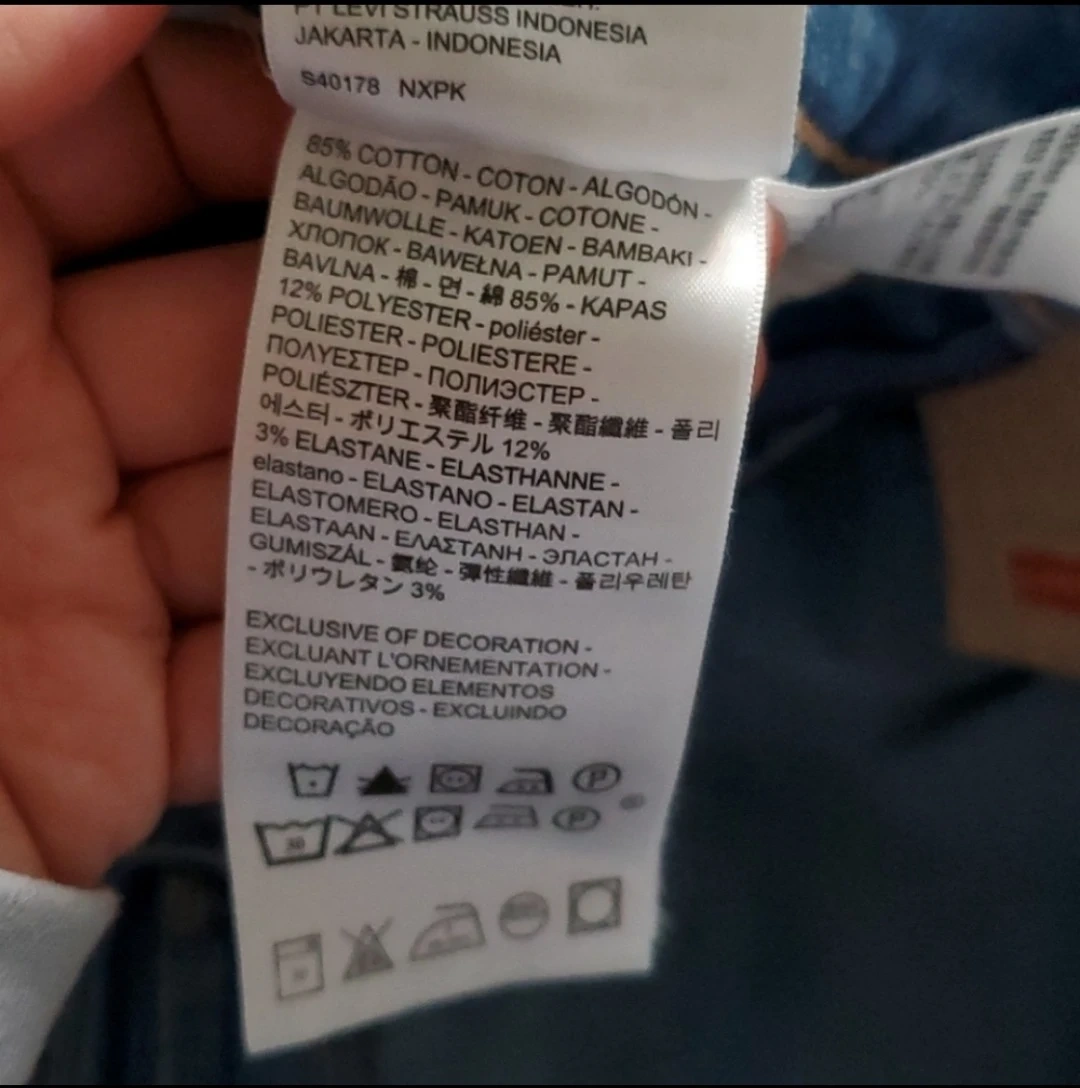 PT LEVI STRAUSS INDONESIA
JAKARTA - INDONESIA
S40178 NXPK
85% COTTON - COTON - ALGODÓN -
ALGODÃO - PAMUK - COTONE -
BAUMWOLLE - KATOEN - BAMBAKI -
ХЛОПОК - BAWEŁNA - PAMUT -
BAVLNA - 棉 - 면 - 綿 85% - KAPAS
12% POLYESTER - poliéster -
POLIESTER - POLIESTERE -
ΠΟΛΥΕΣΤΕΡ - ПОЛИЭСТЕР -
POLIÉSZTER - 聚酯纤维 - 聚酯纖維 - 폴리
에스터 - ポリエステル 12%
3% ELASTANE - ELASTHANNE -
elastano - ELASTANO - ELASTAN -
ELASTOMERO - ELASTHAN -
ELASTAAN - ΕΛΑΣΤΑΝΗ - ЭЛАСТАН -
GUMISZÁL - 氨纶 - 彈性纖維 - 폴리우레탄
- ポリウレタン 3%
EXCLUSIVE OF DECORATION -
EXCLUANT L'ORNEMENTATION -
EXCLUYENDO ELEMENTOS
DECORATIVOS - EXCLUINDO
DECORAÇÃO
P
30 P